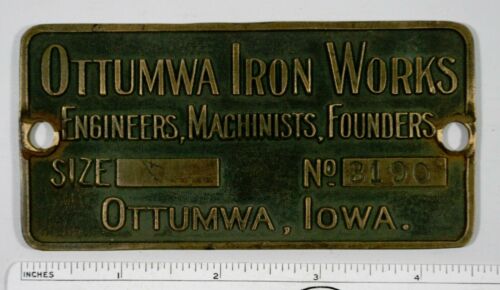 OTTUMWA IRON WORKS
ENGINEERS, MACHINISTS, FOUNDERS
SIZE No. 3190
OTTUMWA, IOWA.
INCHES 1 2 3 4